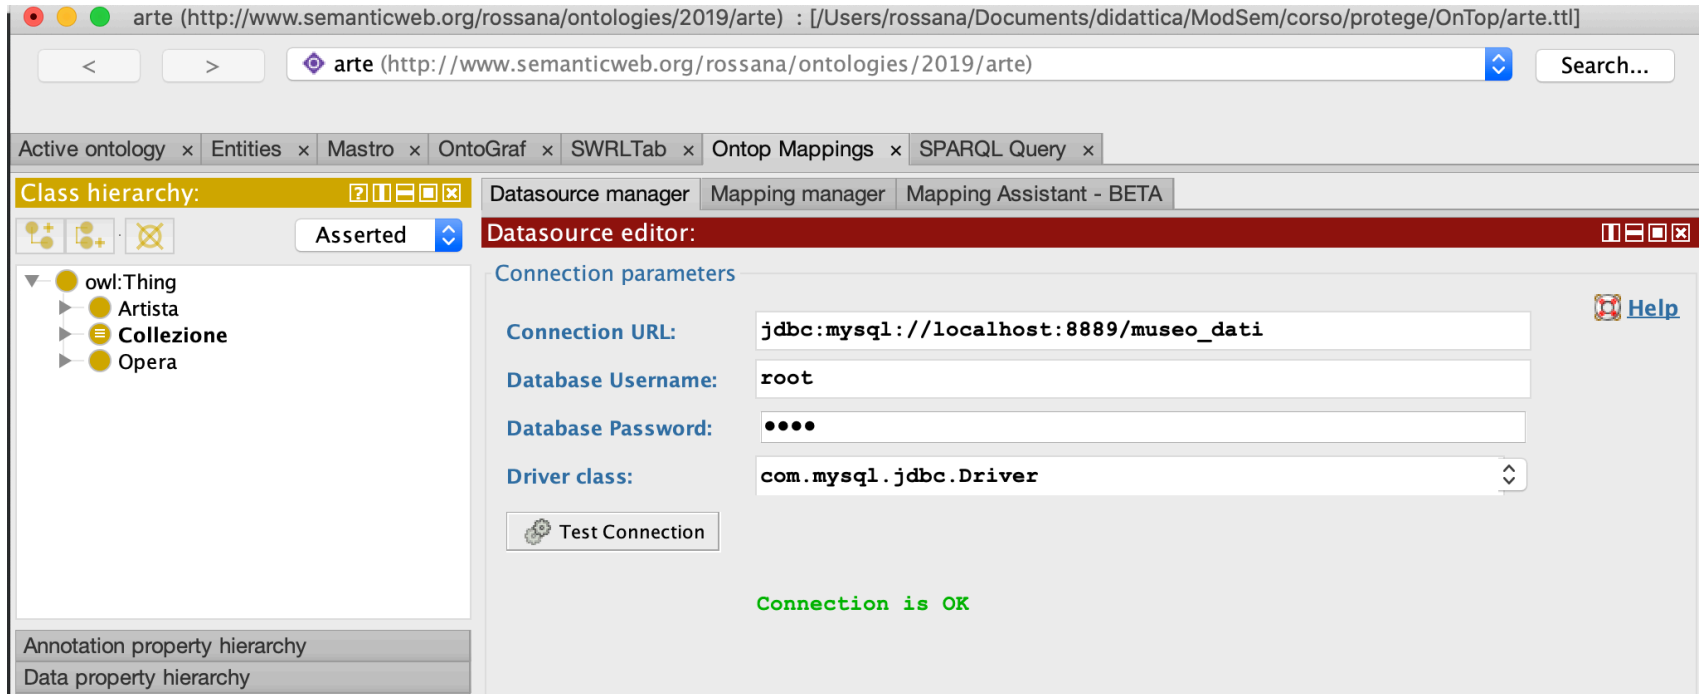 arte (http://www.semanticweb.org/rossana/ontologies/2019/arte) : [/Users/rossana/Documents/didattica/ModSem/corso/protege/OnTop/arte.ttl]
< > arte (http://www.semanticweb.org/rossana/ontologies/2019/arte) Search...
Active ontology × Entities × Mastro × OntoGraf × SWRLTab × Ontop Mappings × SPARQL Query ×
Class hierarchy:
Asserted
owl:Thing
Artista
Collezione
Opera
Annotation property hierarchy
Data property hierarchy
Datasource manager Mapping manager Mapping Assistant - BETA
Datasource editor:
Connection parameters
Help
Connection URL: jdbc:mysql://localhost:8889/museo_dati
Database Username: root
Database Password: ••••
Driver class: com.mysql.jdbc.Driver
Test Connection
Connection is OK